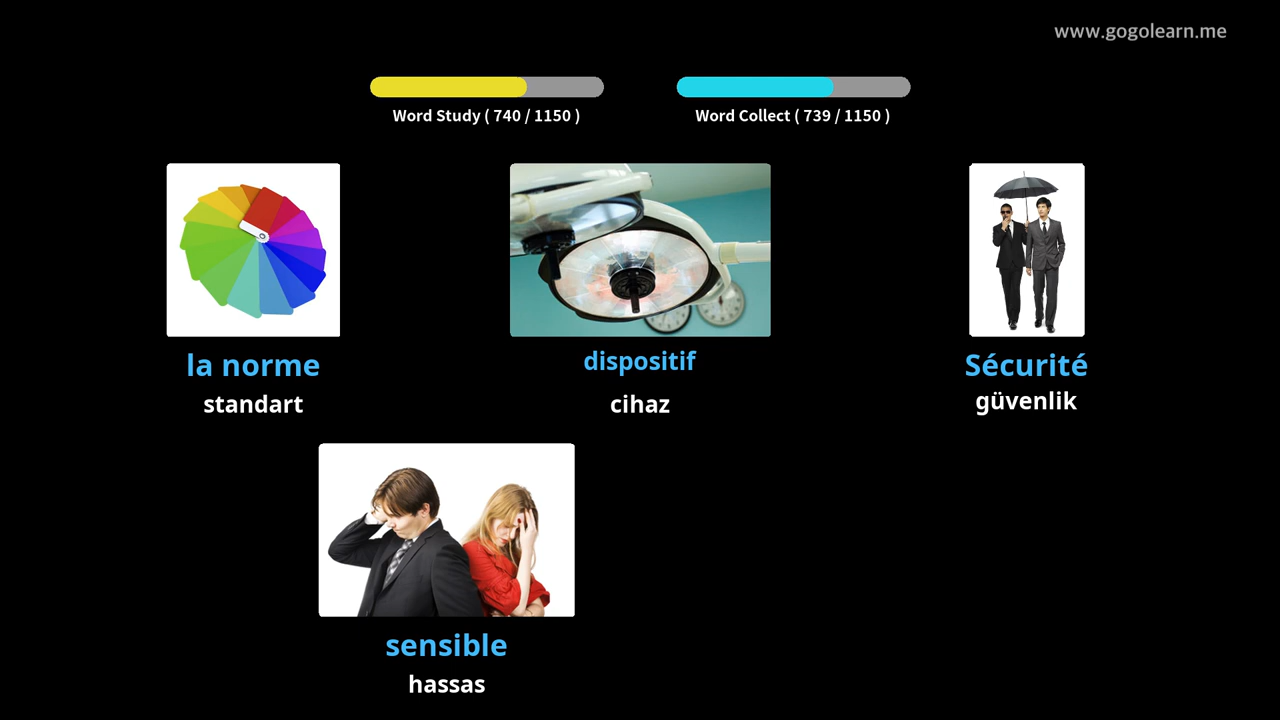 www.gogolearn.me
Word Study ( 740 / 1150 )
Word Collect ( 739 / 1150 )
la norme
standart
dispositif
cihaz
Sécurité
güvenlik
sensible
hassas